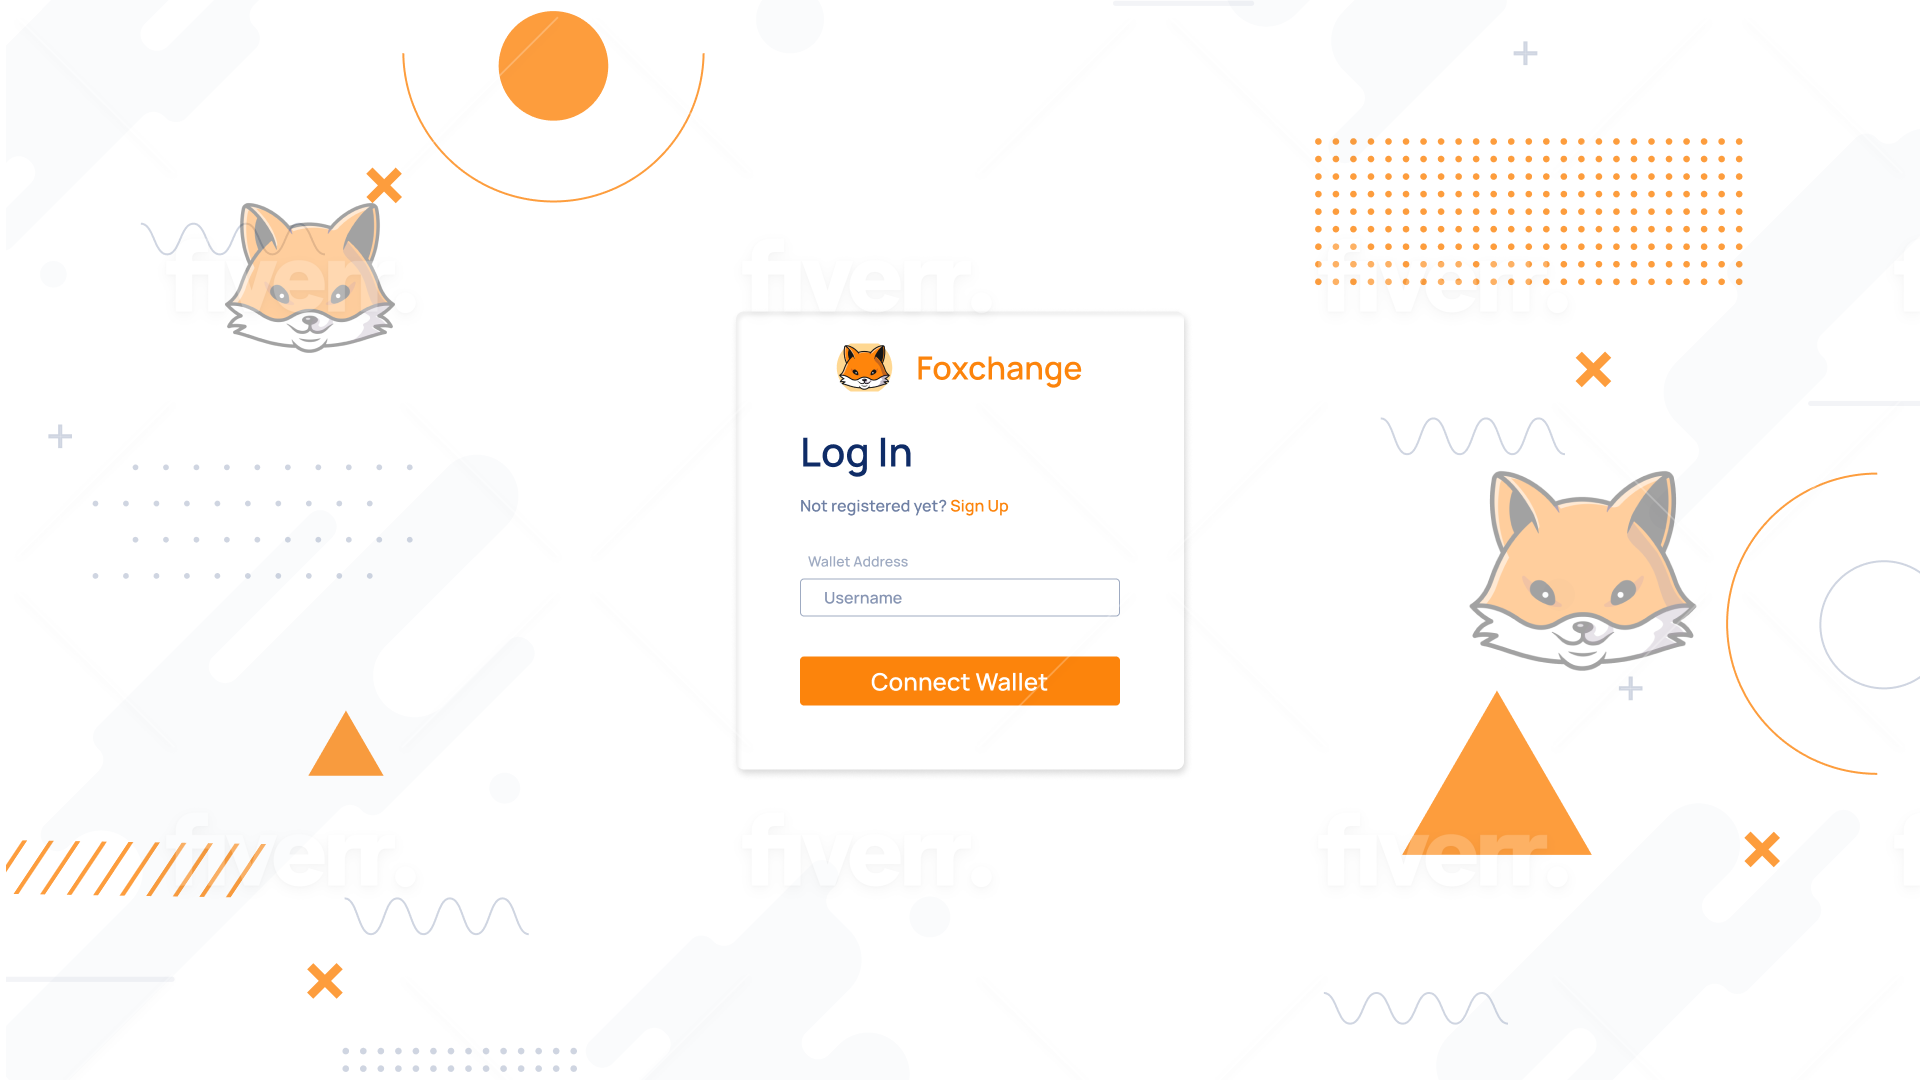 fiverr.
fiverr.
fiverr.
Foxchange
Log In
Not registered yet? Sign Up
Wallet Address
Username
Connect Wallet
fiverr.
fiverr.
fiverr.